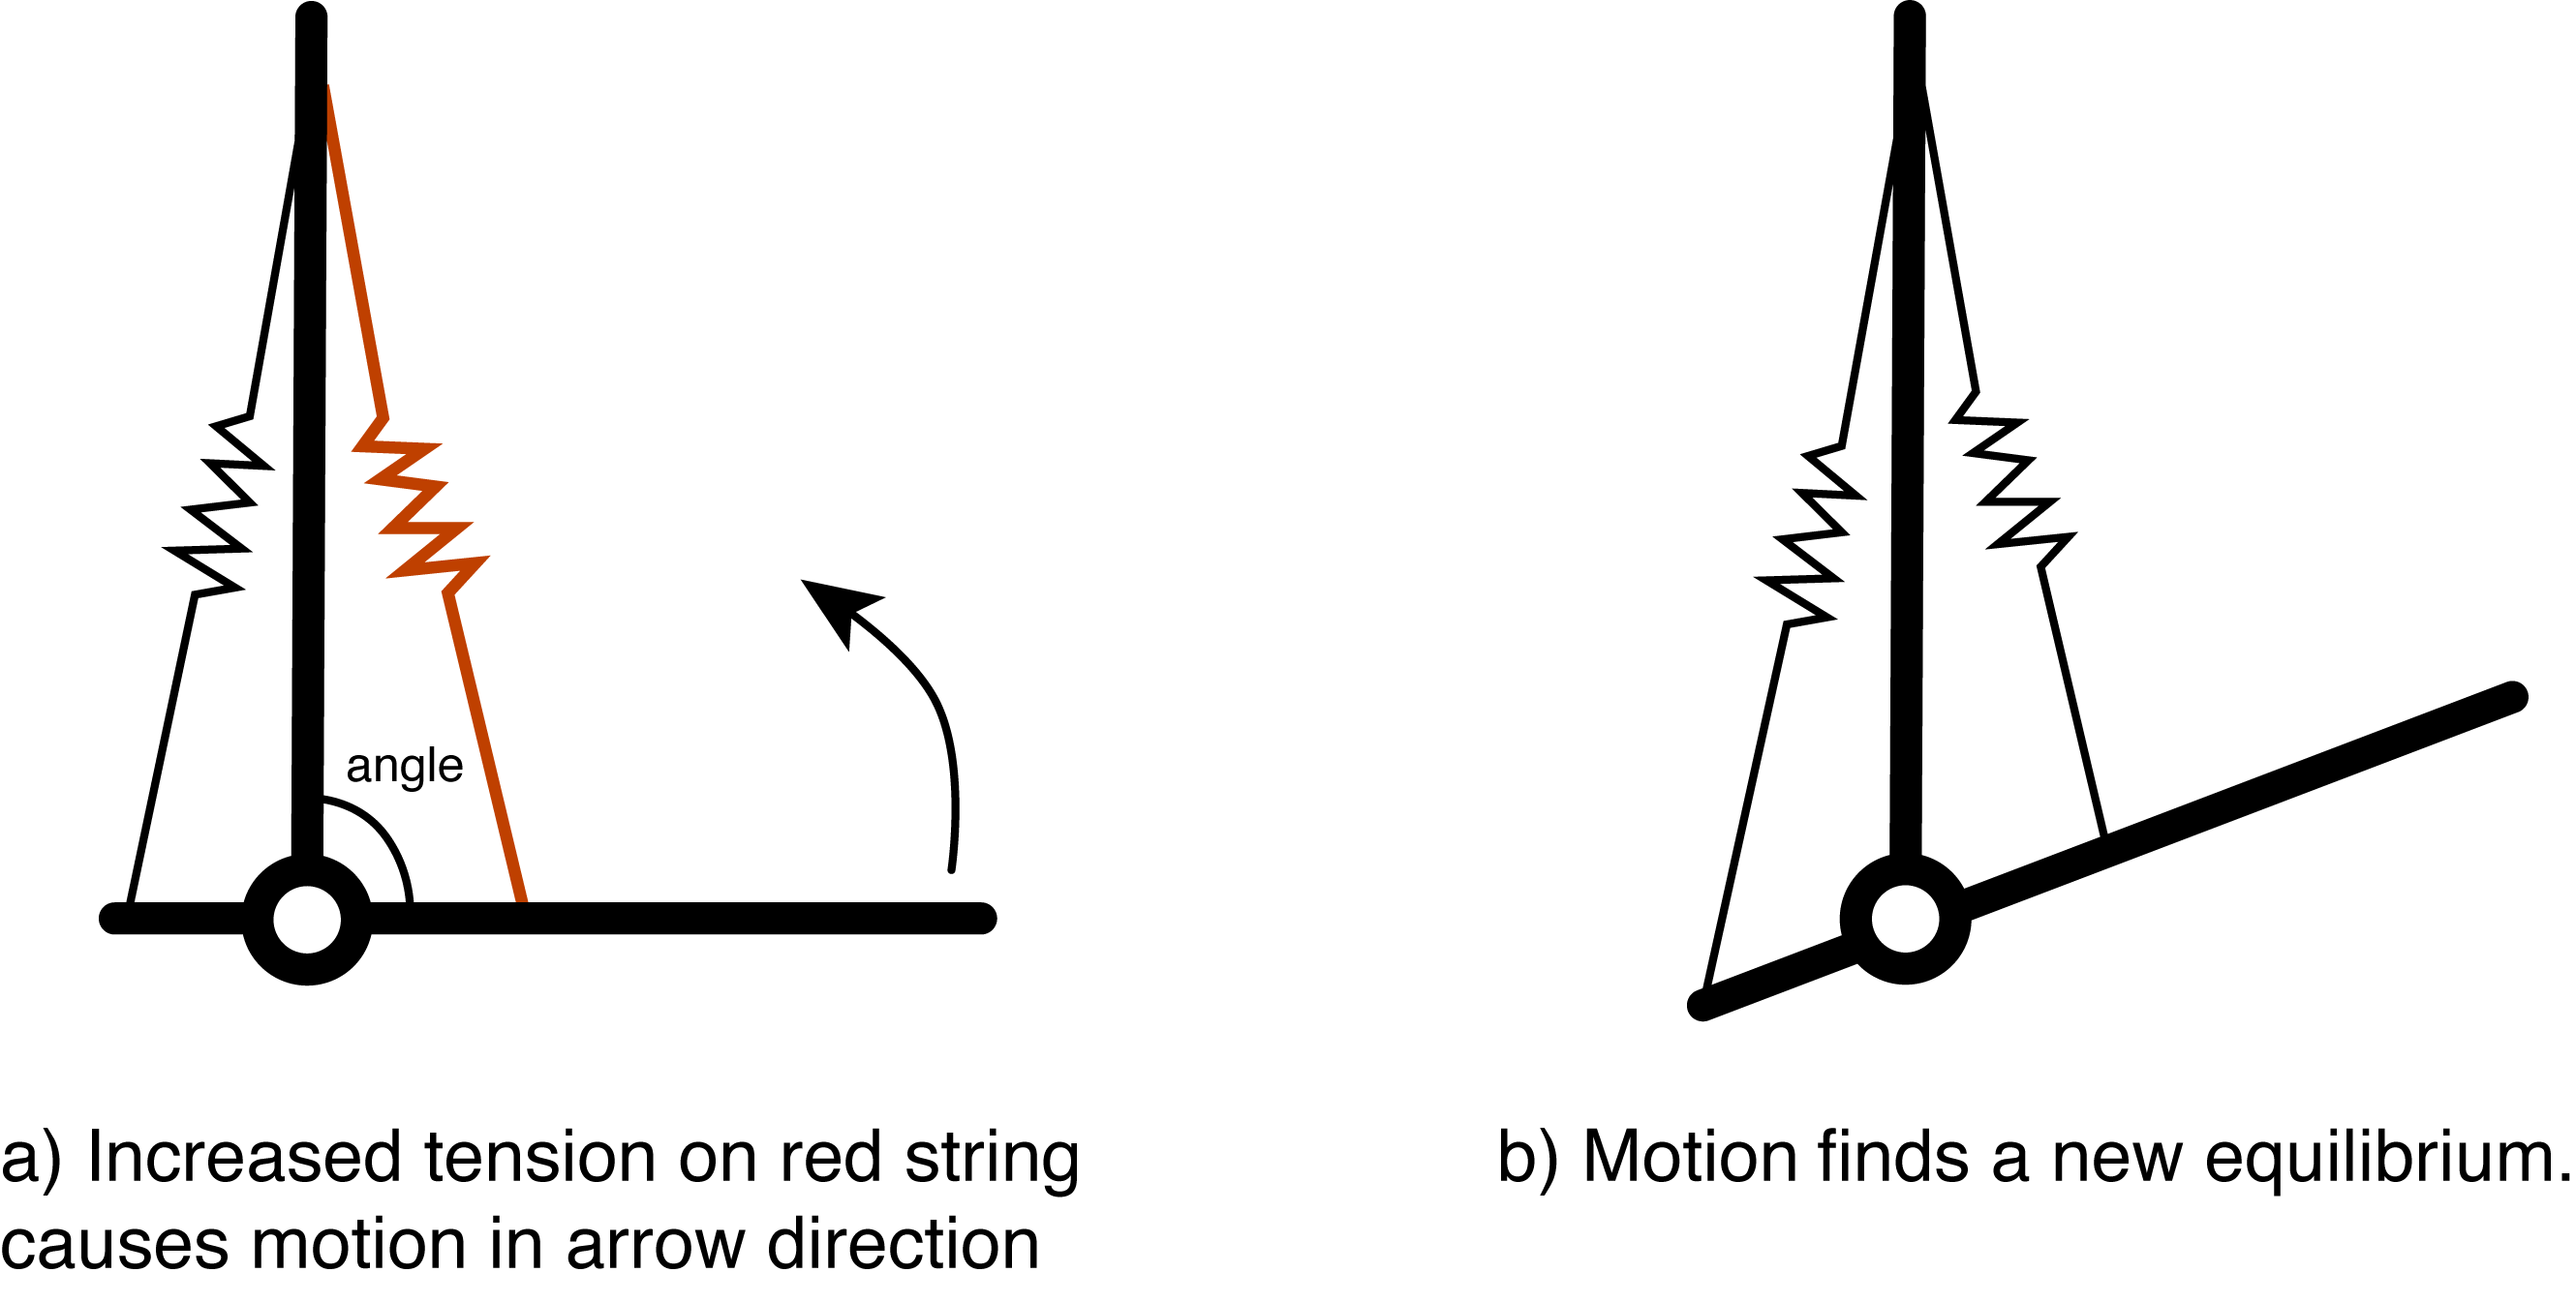 angle
a) Increased tension on red string
causes motion in arrow direction
b) Motion finds a new equilibrium.